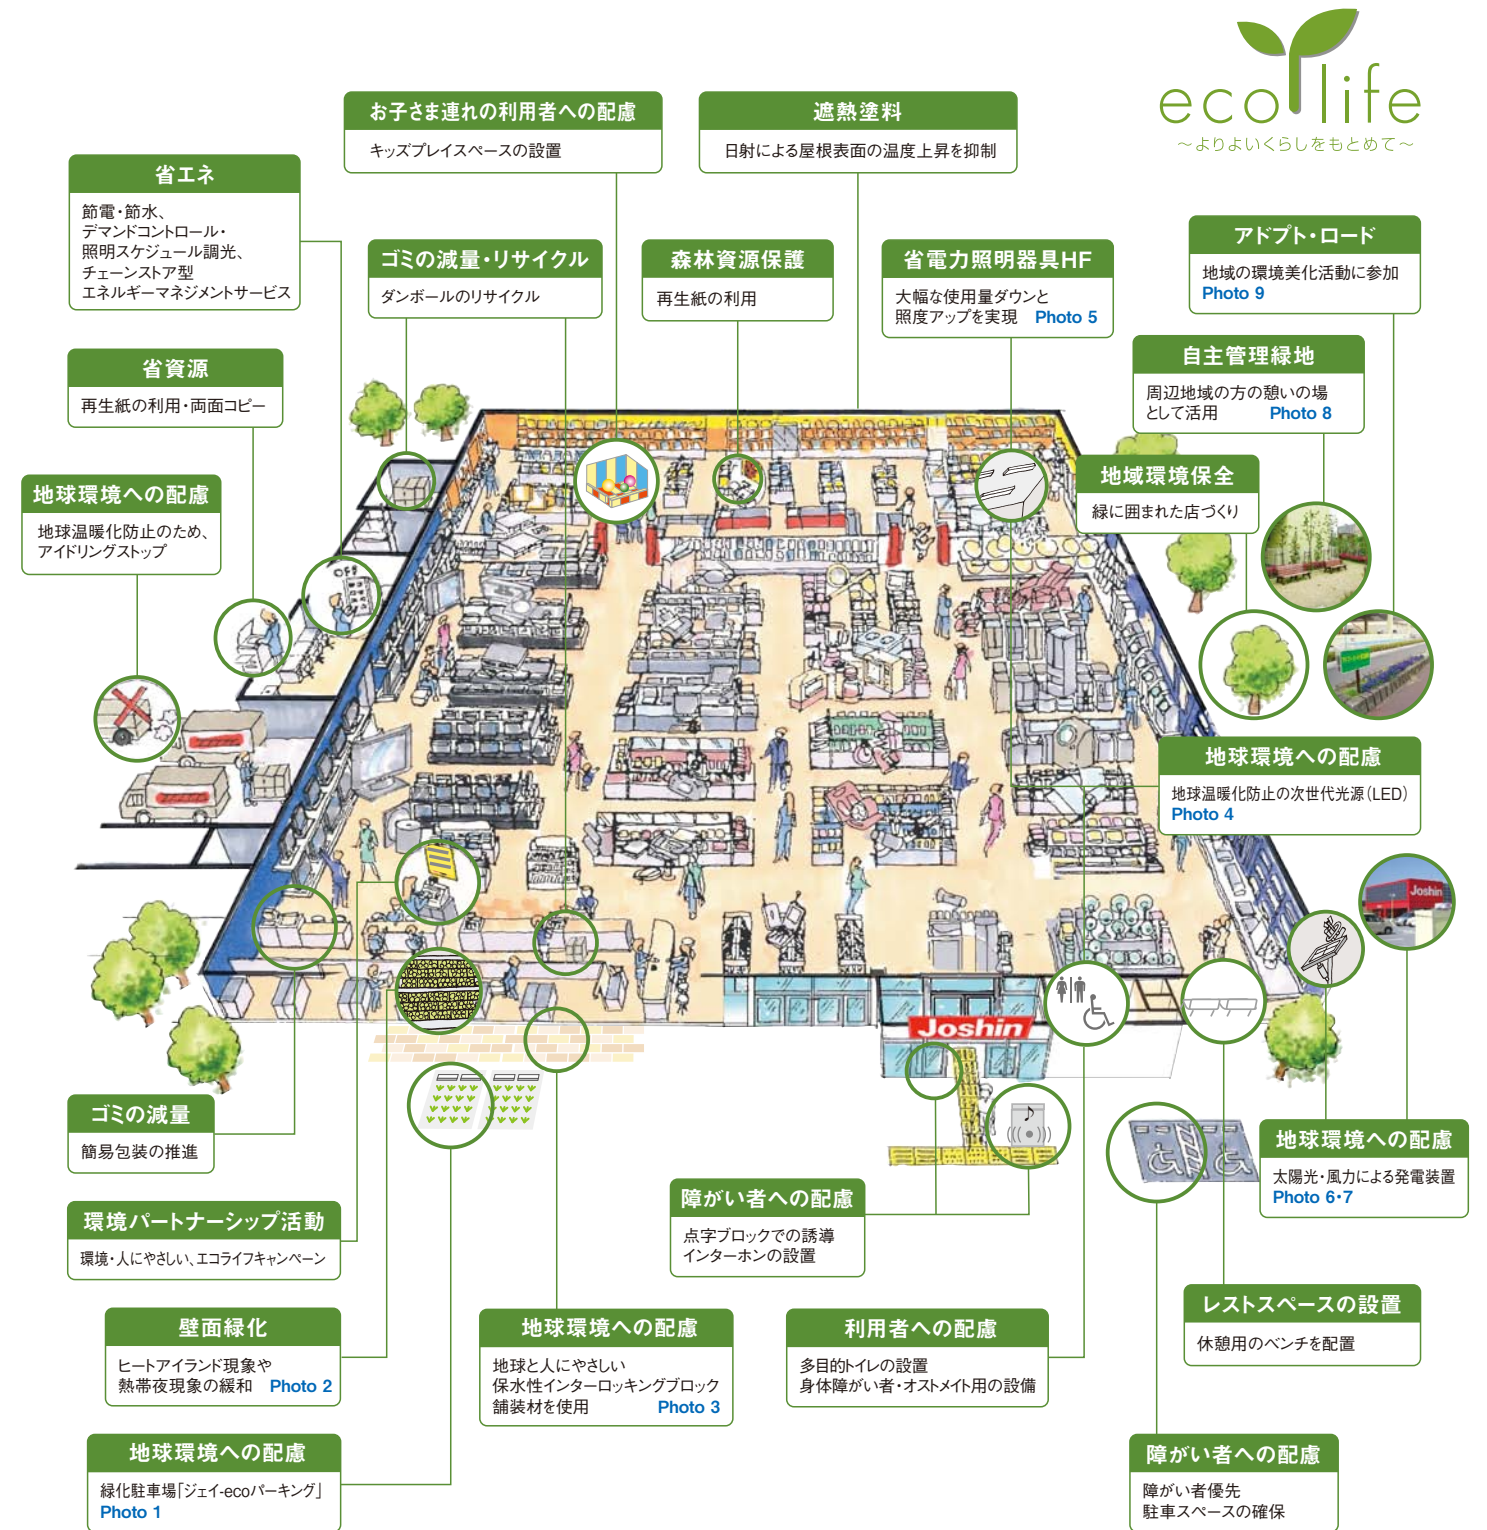 eco life
～よりよいくらしをもとめて～
お子さま連れの利用者への配慮
キッズプレイスペースの設置
遮熱塗料
日射による屋根表面の温度上昇を抑制
省エネ
節電・節水、
デマンドコントロール・
照明スケジュール調光、
チェーンストア型
エネルギーマネジメントサービス
ゴミの減量・リサイクル
ダンボールのリサイクル
森林資源保護
再生紙の利用
省電力照明器具HF
大幅な使用量ダウンと
照度アップを実現 Photo 5
アドプト・ロード
地域の環境美化活動に参加
Photo 9
省資源
再生紙の利用・両面コピー
自主管理緑地
周辺地域の方の憩いの場
として活用 Photo 8
地域環境保全
緑に囲まれた店づくり
地球環境への配慮
地球温暖化防止のため、
アイドリングストップ
OFF
地球環境への配慮
地球温暖化防止の次世代光源（LED）
Photo 4
Joshin
Joshin
ゴミの減量
簡易包装の推進
地球環境への配慮
太陽光・風力による発電装置
Photo 6・7
障がい者への配慮
点字ブロックでの誘導
インターホンの設置
環境パートナーシップ活動
環境・人にやさしい、エコライフキャンペーン
レストスペースの設置
休憩用のベンチを配置
壁面緑化
ヒートアイランド現象や
熱帯夜現象の緩和 Photo 2
地球環境への配慮
地球と人にやさしい
保水性インターロッキングブロック
舗装材を使用 Photo 3
利用者への配慮
多目的トイレの設置
身体障がい者・オストメイト用の設備
地球環境への配慮
緑化駐車場「ジェイ-ecoパーキング」
Photo 1
障がい者への配慮
障がい者優先
駐車スペースの確保